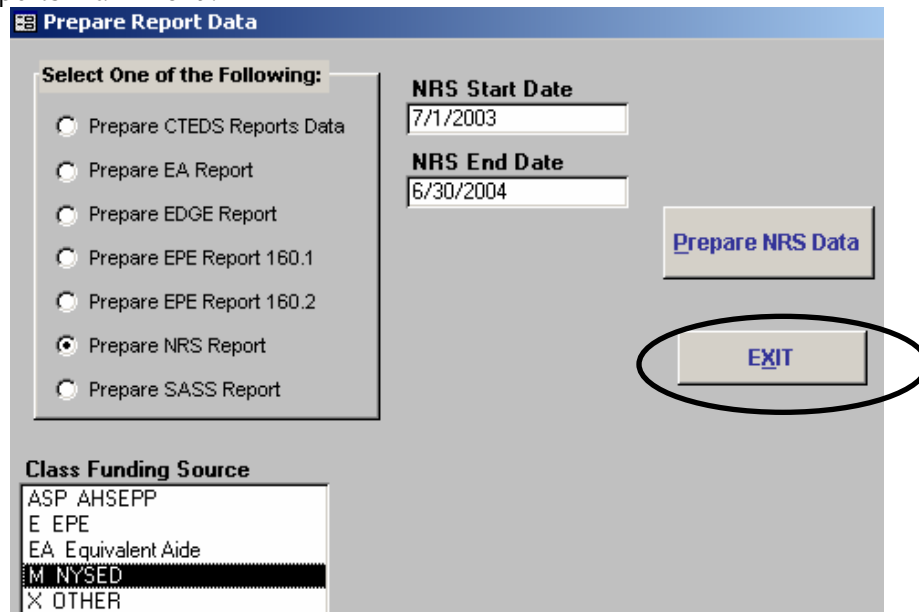 Prepare Report Data
Select One of the Following:
Prepare CTEDS Reports Data
Prepare EA Report
Prepare EDGE Report
Prepare EPE Report 160.1
Prepare EPE Report 160.2
Prepare NRS Report
Prepare SASS Report
NRS Start Date
7/1/2003
NRS End Date
6/30/2004
Prepare NRS Data
EXIT
Class Funding Source
ASP AHSEPP
E EPE
EA Equivalent Aide
M NYSED
X OTHER